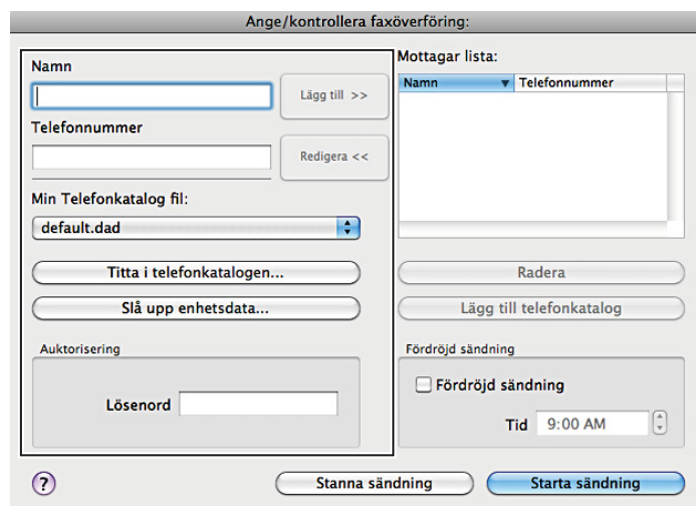 Ange/kontrollera faxöverföring:
Namn
Lägg till >>
Telefonnummer
Redigera <<
Min Telefonkatalog fil:
default.dad
Titta i telefonkatalogen...
Slå upp enhetsdata...
Auktorisering
Lösenord
Mottagar lista:
Namn Telefonnummer
Radera
Lägg till telefonkatalog
Fördröjd sändning
Fördröjd sändning
Tid 9:00 AM
?
Stanna sändning
Starta sändning